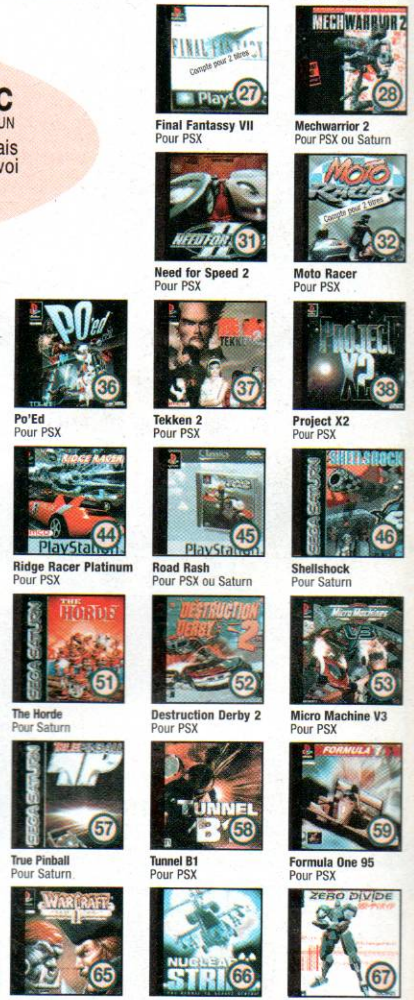 C
UN
ais
voi
FINAL FANTASY
Compte pour 2 titres
PlayS
27
Final Fantassy VII
Pour PSX
MECHWARRIOR 2
28
Mechwarrior 2
Pour PSX ou Saturn
NEED FOR
31
Need for Speed 2
Pour PSX
MOTO
RACER
Compte pour 2 titres
32
Moto Racer
Pour PSX
PO'ed
36
Po'Ed
Pour PSX
TEKKEN 2
37
Tekken 2
Pour PSX
PROJECT
X2
38
Project X2
Pour PSX
RIDGE RACER
PlayStation
44
Ridge Racer Platinum
Pour PSX
Classics
PlayStati
45
Road Rash
Pour PSX ou Saturn
SHELLSHOCK
SEGA SATURN
46
Shellshock
Pour Saturn
THE
HORDE
SEGA SATURN
51
The Horde
Pour Saturn
DESTRUCTION
DERBY 2
52
Destruction Derby 2
Pour PSX
Micro Machines
V3
53
Micro Machine V3
Pour PSX
SEGA SATURN
57
True Pinball
Pour Saturn
TUNNEL
B1
58
Tunnel B1
Pour PSX
FORMULA 1
59
Formula One 95
Pour PSX
WARCRAFT
II
65
NUCLEAR
STRI
66
ZERO DIVIDE
67